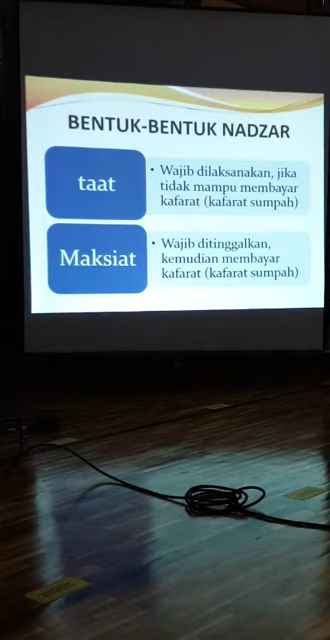 BENTUK-BENTUK NADZAR
taat
• Wajib dilaksanakan, jika
tidak mampu membayar
kafarat (kafarat sumpah)
Maksiat
• Wajib ditinggalkan,
kemudian membayar
kafarat (kafarat sumpah)